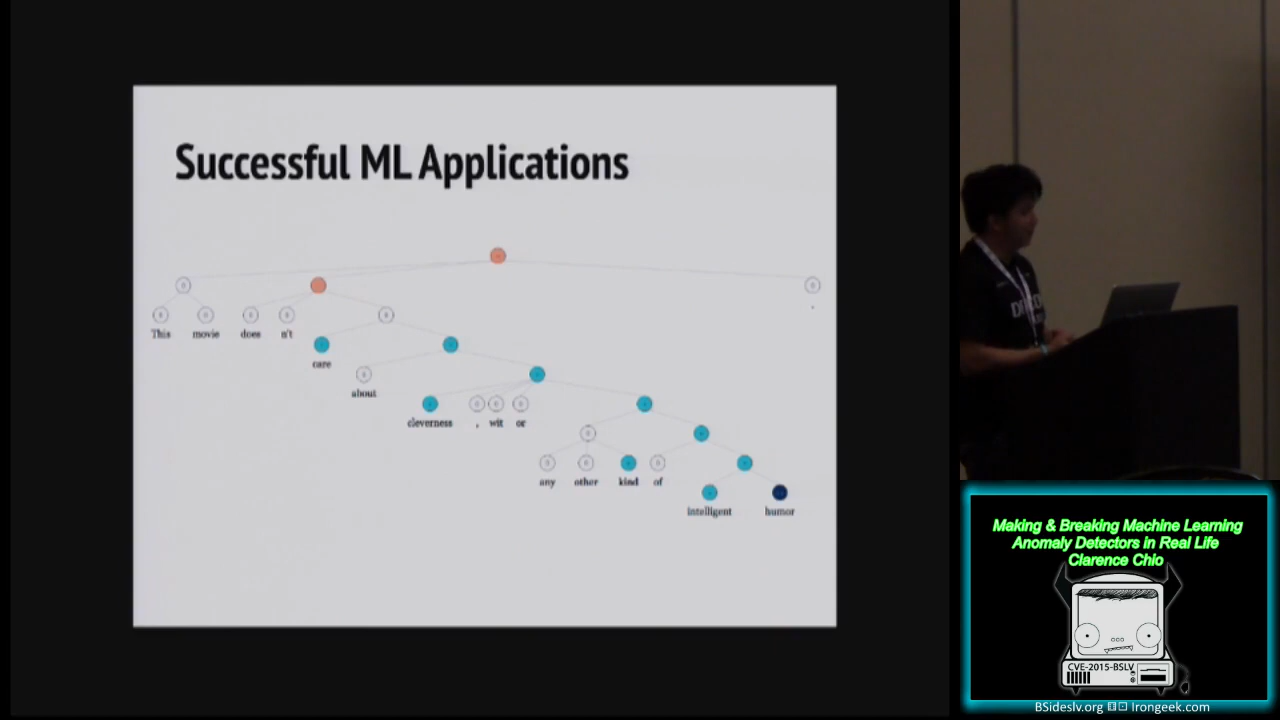 Successful ML Applications
This movie does n't
.
care
about
cleverness , wit or
any other kind of
intelligent humor
Making & Breaking Machine Learning
Anomaly Detectors in Real Life
Clarence Chio
CVE-2015-BSLV
BSideslv.org Irongeek.com